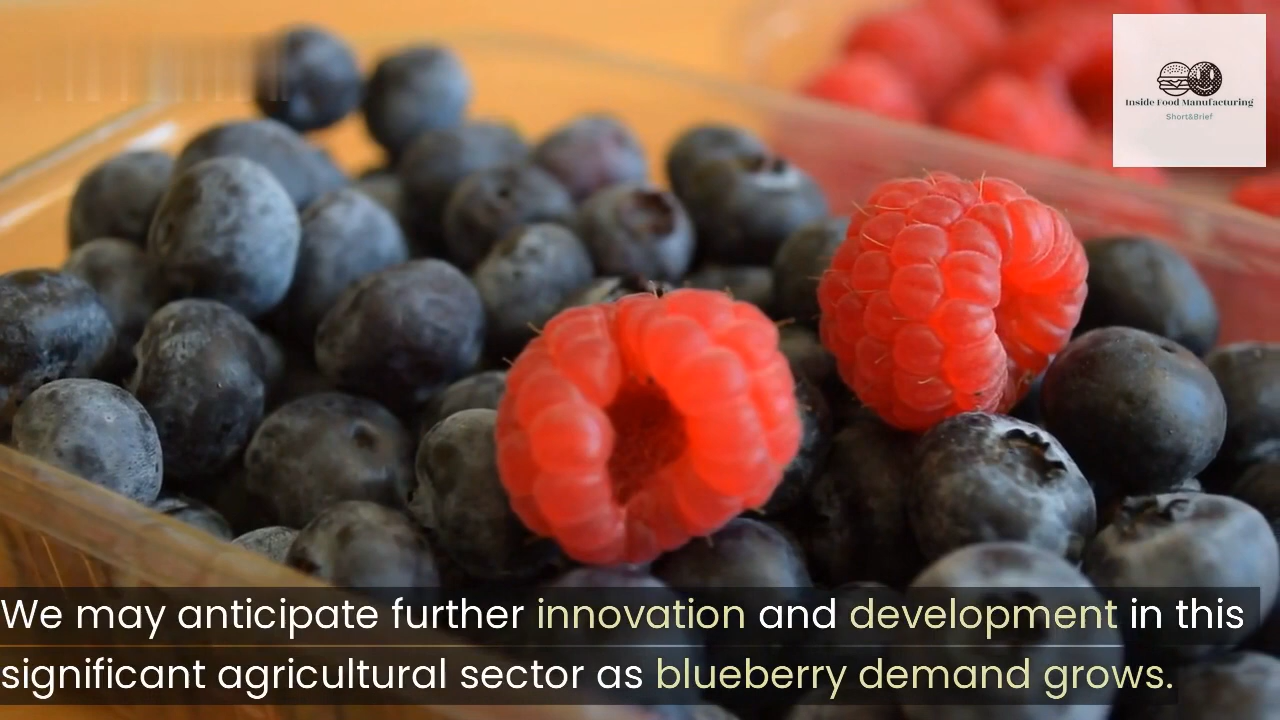 Inside Food Manufacturing
Short&Brief
We may anticipate further innovation and development in this
significant agricultural sector as blueberry demand grows.